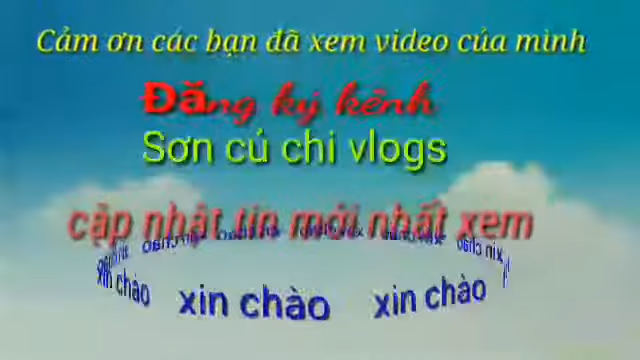 Cảm ơn các bạn đã xem video của mình
Đăng ký kênh
Sơn củ chi vlogs
cập nhật tin mới nhất xem
xin chào xin chào xin chào